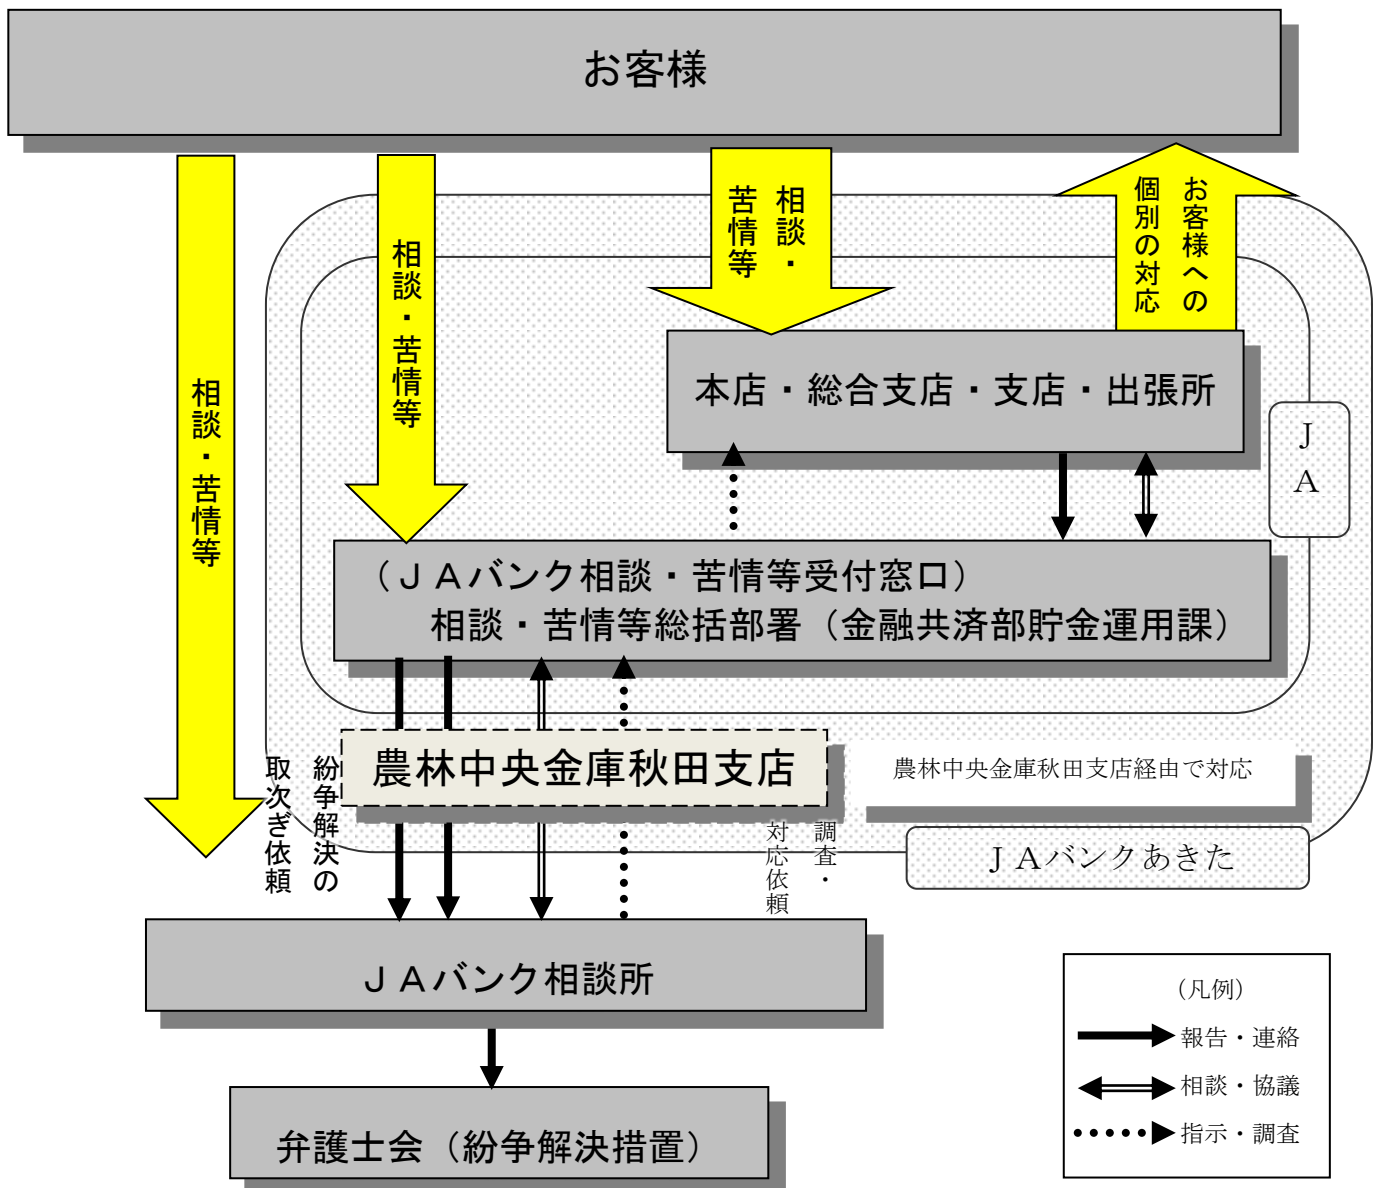 お客様
相談・
苦情等
お客様への
個別の対応
相談・苦情等
相談・苦情等
本店・総合支店・支店・出張所
JA
（ＪＡバンク相談・苦情等受付窓口）
相談・苦情等総括部署（金融共済部貯金運用課）
農林中央金庫秋田支店
農林中央金庫秋田支店経由で対応
紛争解決の
取次ぎ依頼
調査・
対応依頼
ＪＡバンクあきた
ＪＡバンク相談所
弁護士会（紛争解決措置）
（凡例）
報告・連絡
相談・協議
指示・調査